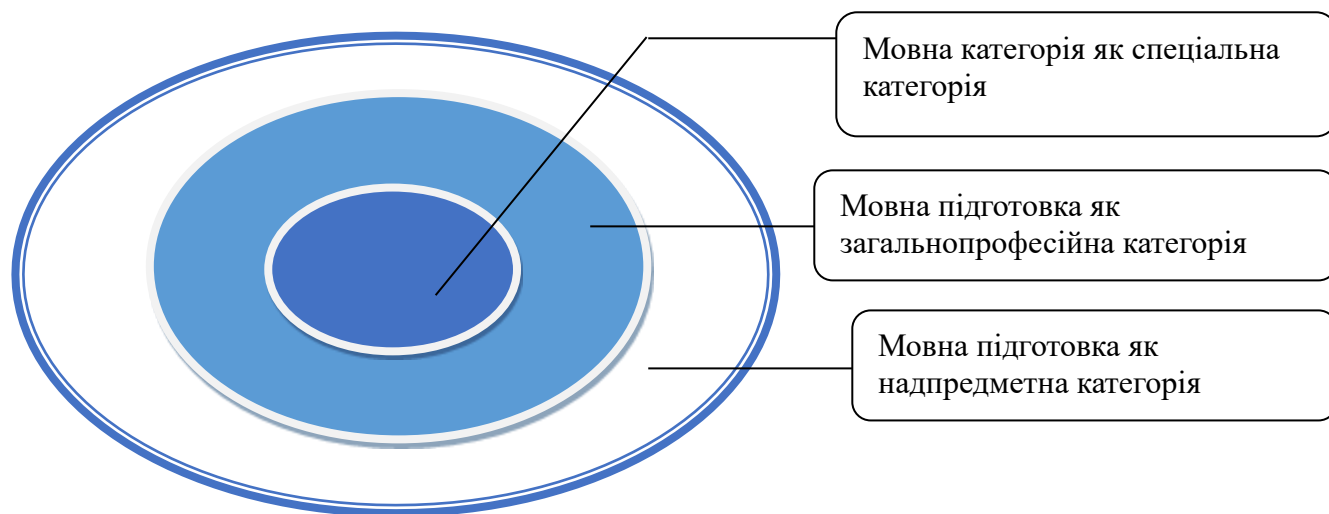 Мовна категорія як спеціальна
категорія
Мовна підготовка як
загальнопрофесійна категорія
Мовна підготовка як
надпредметна категорія